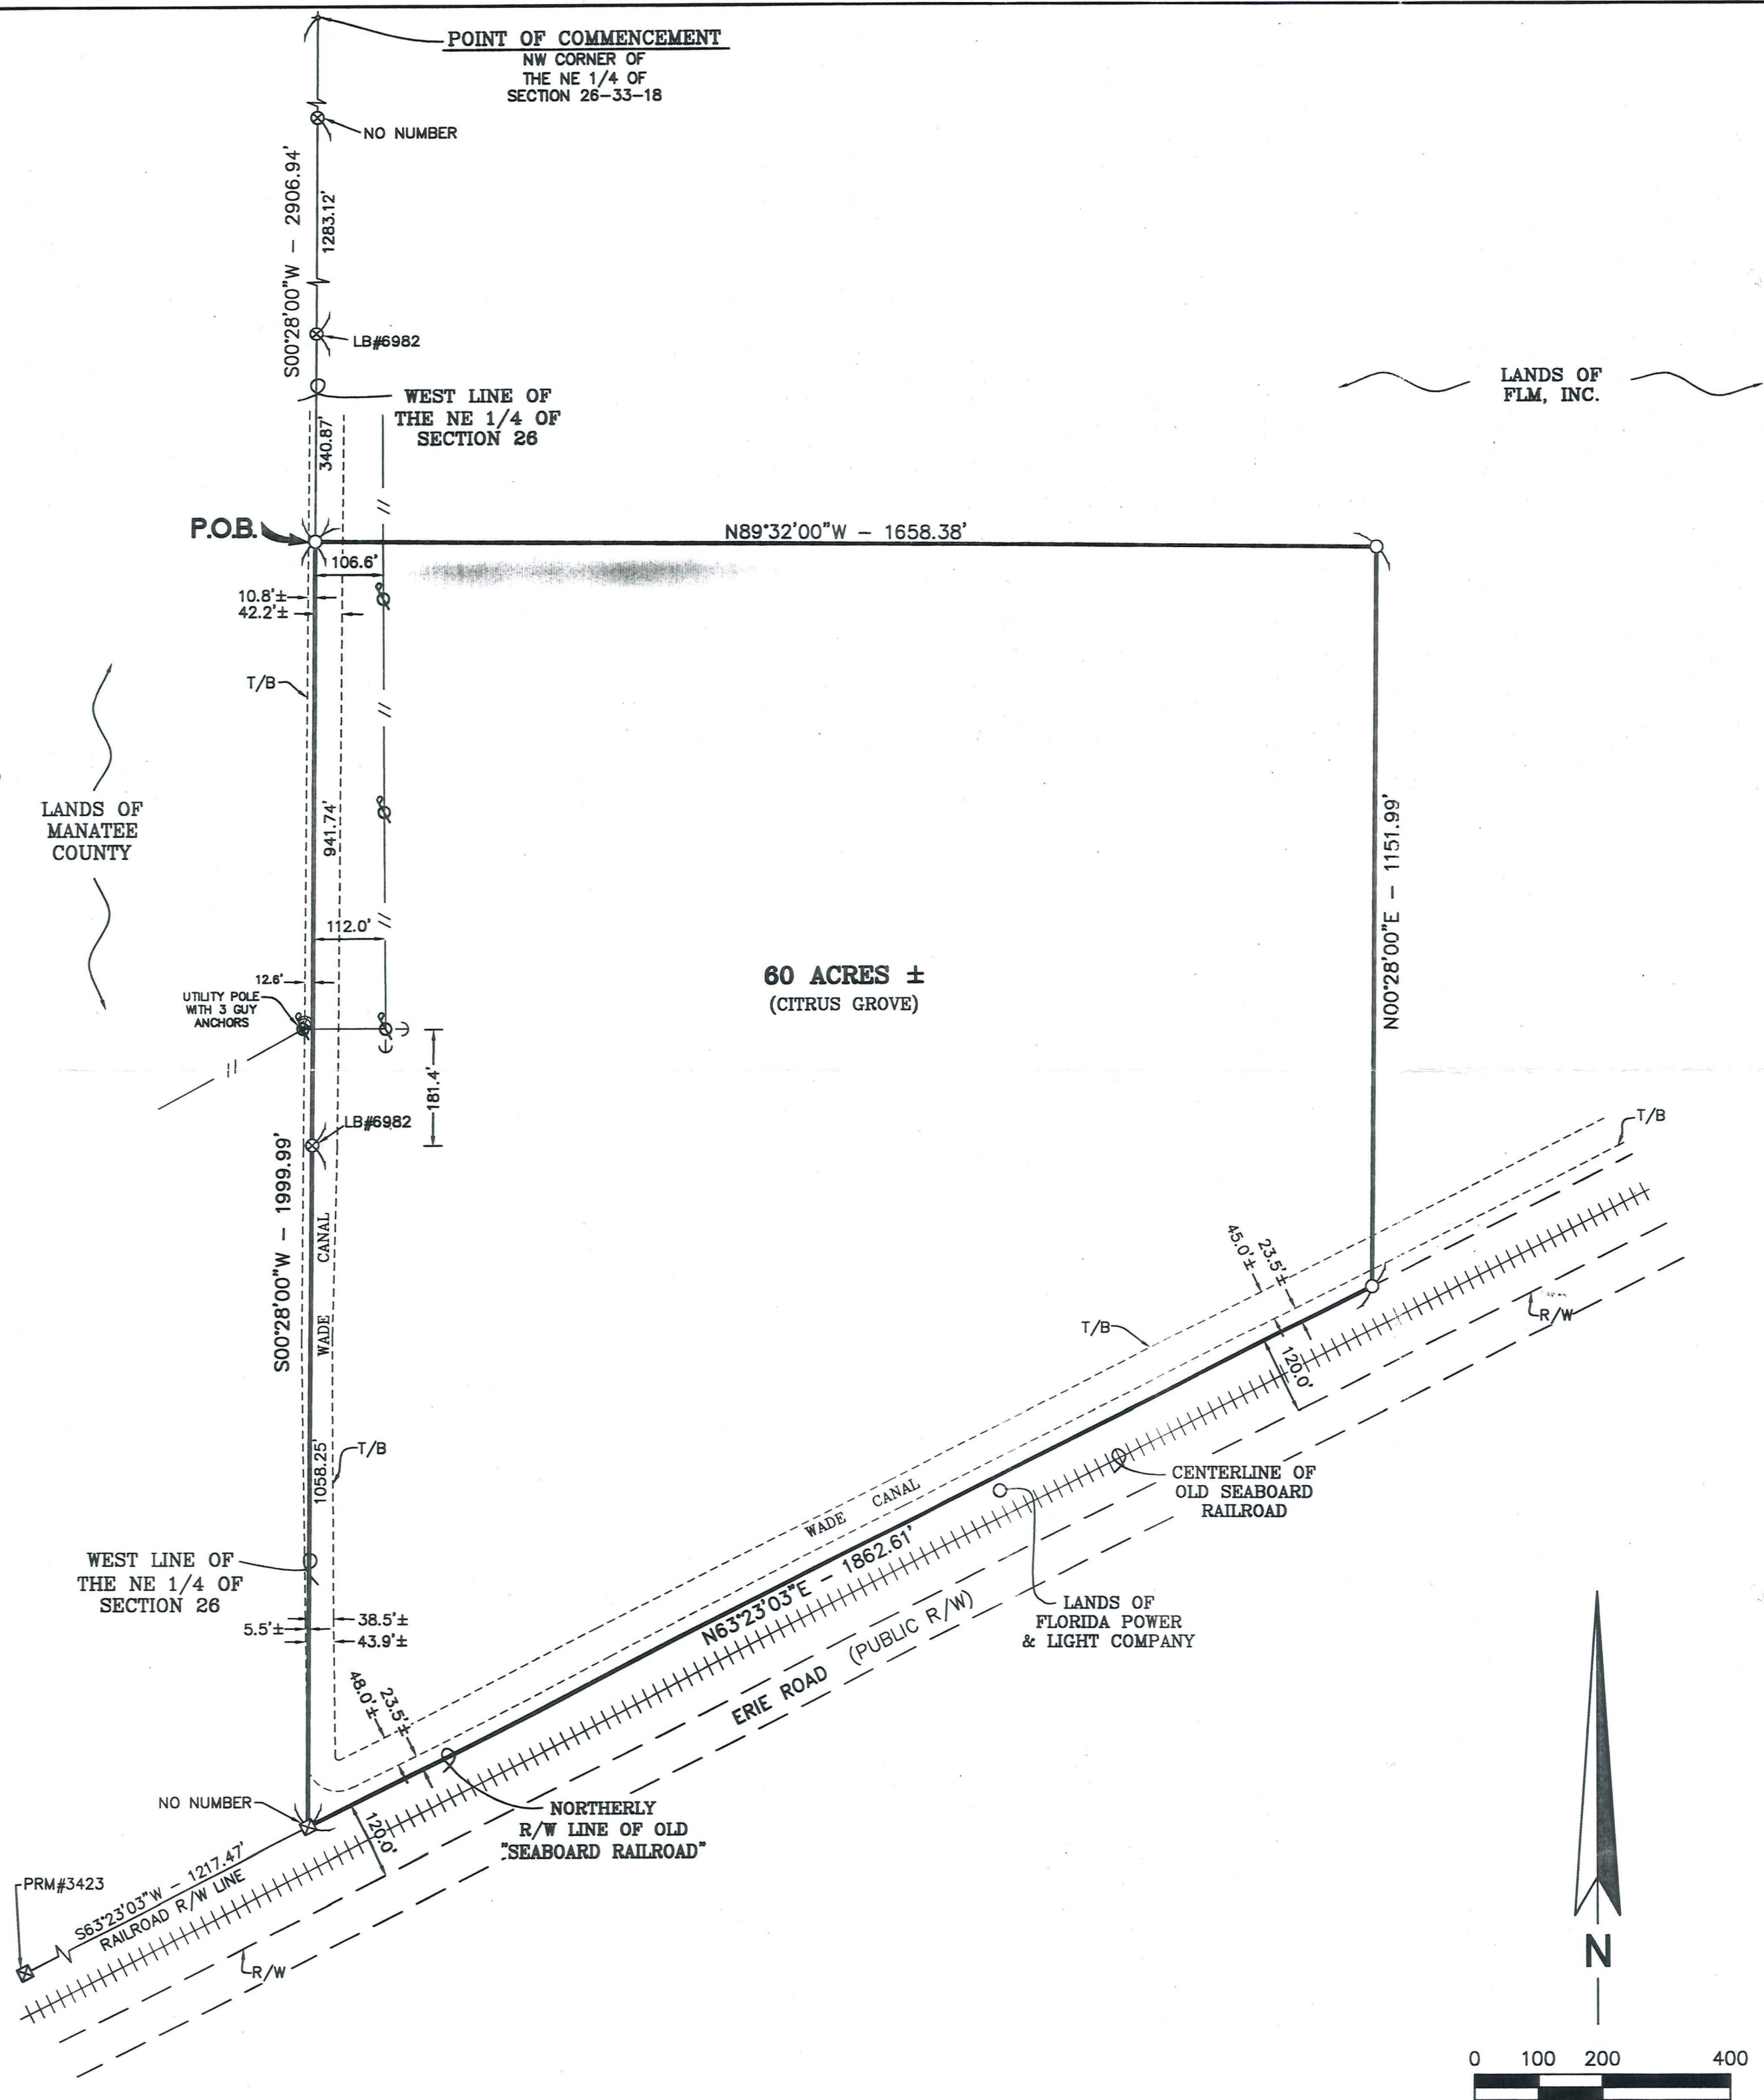 POINT OF COMMENCEMENT
NW CORNER OF
THE NE 1/4 OF
SECTION 26-33-18
NO NUMBER
S00°28'00"W - 2906.94'
1283.12'
LB#6982
WEST LINE OF
THE NE 1/4 OF
SECTION 26
340.87'
LANDS OF
FLM, INC.
P.O.B.
N89°32'00"W - 1658.38'
106.6'
10.8'±
42.2'±
T/B
LANDS OF
MANATEE
COUNTY
941.74'
N00°28'00"E - 1151.99'
112.0'
60 ACRES ±
(CITRUS GROVE)
12.6'
UTILITY POLE
WITH 3 GUY
ANCHORS
181.4'
LB#6982
T/B
S00°28'00"W - 1999.99'
WADE CANAL
45.0'±
23.5'±
T/B
R/W
120.0'
1058.25'
T/B
CENTERLINE OF
OLD SEABOARD
RAILROAD
WADE CANAL
N63°23'03"E - 1862.61'
WEST LINE OF
THE NE 1/4 OF
SECTION 26
LANDS OF
FLORIDA POWER
& LIGHT COMPANY
5.5'±
38.5'±
43.9'±
ERIE ROAD (PUBLIC R/W)
48.0'±
23.5'±
NO NUMBER
NORTHERLY
R/W LINE OF OLD
"SEABOARD RAILROAD"
120.0'
PRM#3423
S63°23'03"W - 1217.47'
RAILROAD R/W LINE
R/W
N
0 100 200 400